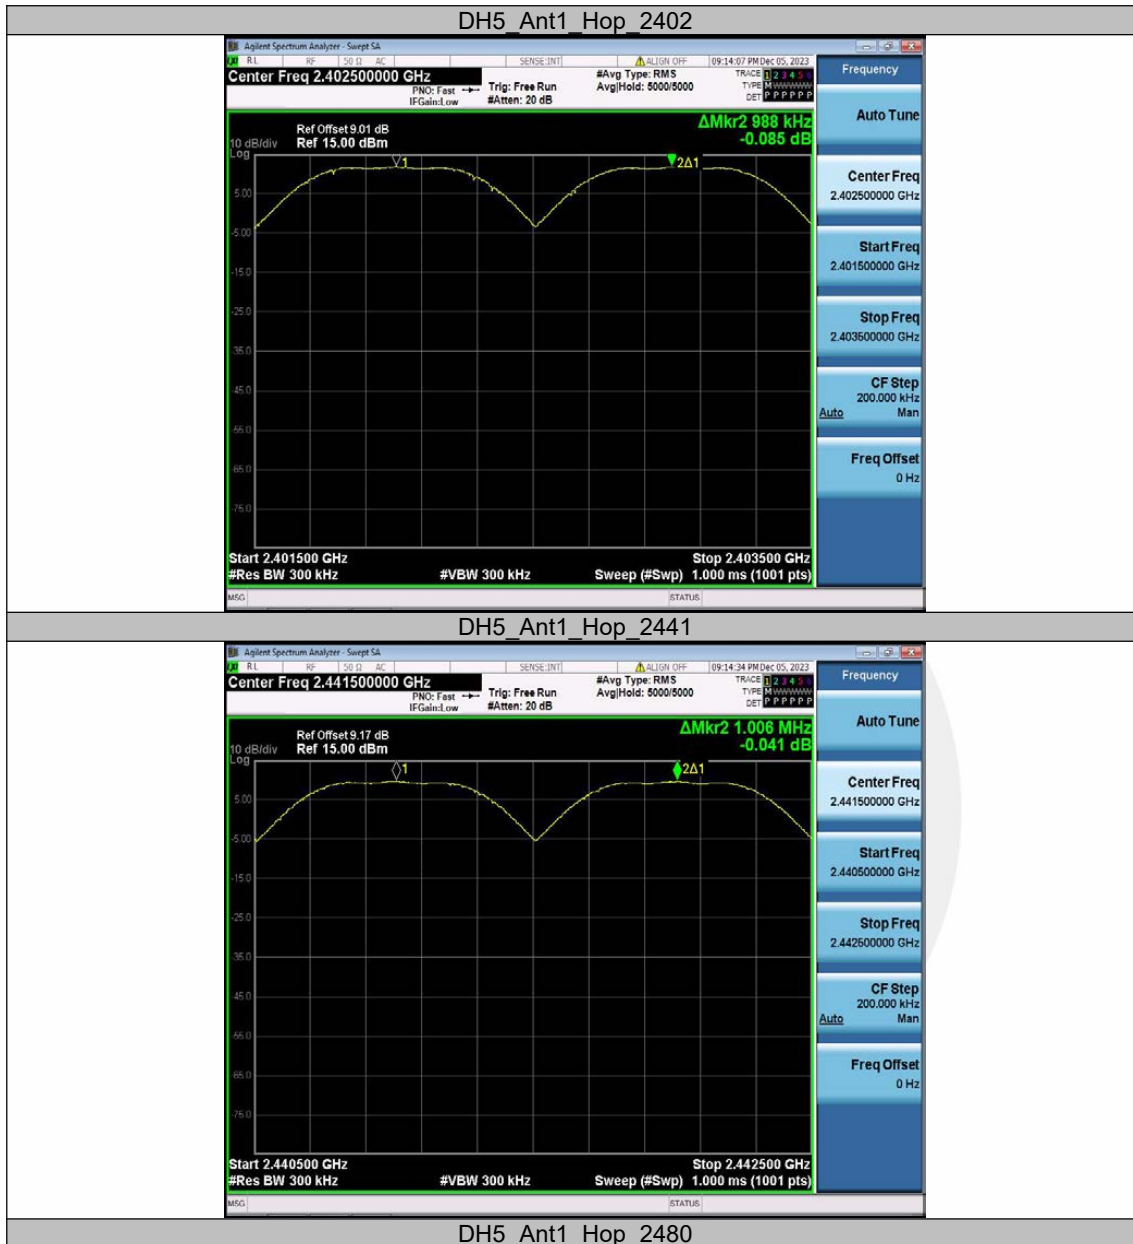 DH5_Ant1_Hop_2402
Agilent Spectrum Analyzer - Swept SA
RL RF 50 Ω AC SENSE:INT ALIGN OFF 09:14:07 PM Dec 05, 2023
Center Freq 2.402500000 GHz #Avg Type: RMS TRACE 1 2 3 4 5 6 Frequency
PNO: Fast Trig: Free Run Avg|Hold: 5000/5000 TYPE M WWWWW
IFGain:Low #Atten: 20 dB DET P P P P P P
Auto Tune
ΔMkr2 988 kHz
Ref Offset 9.01 dB -0.085 dB
10 dB/div Ref 15.00 dBm
Log
1 2Δ1
Center Freq
2.402500000 GHz
5.00
-5.00
Start Freq
2.401500000 GHz
-15.0
-25.0
Stop Freq
2.403500000 GHz
-35.0
CF Step
200.000 kHz
Auto Man
-45.0
-55.0
Freq Offset
0 Hz
-65.0
-75.0
Start 2.401500 GHz Stop 2.403500 GHz
#Res BW 300 kHz #VBW 300 kHz Sweep (#Swp) 1.000 ms (1001 pts)
MSG STATUS
DH5_Ant1_Hop_2441
Agilent Spectrum Analyzer - Swept SA
RL RF 50 Ω AC SENSE:INT ALIGN OFF 09:14:34 PM Dec 05, 2023
Center Freq 2.441500000 GHz #Avg Type: RMS TRACE 1 2 3 4 5 6 Frequency
PNO: Fast Trig: Free Run Avg|Hold: 5000/5000 TYPE M WWWWW
IFGain:Low #Atten: 20 dB DET P P P P P P
Auto Tune
ΔMkr2 1.006 MHz
Ref Offset 9.17 dB -0.041 dB
10 dB/div Ref 15.00 dBm
Log
1 2Δ1
Center Freq
2.441500000 GHz
5.00
-5.00
Start Freq
2.440500000 GHz
-15.0
-25.0
Stop Freq
2.442500000 GHz
-35.0
CF Step
200.000 kHz
Auto Man
-45.0
-55.0
Freq Offset
0 Hz
-65.0
-75.0
Start 2.440500 GHz Stop 2.442500 GHz
#Res BW 300 kHz #VBW 300 kHz Sweep (#Swp) 1.000 ms (1001 pts)
MSG STATUS
DH5_Ant1_Hop_2480